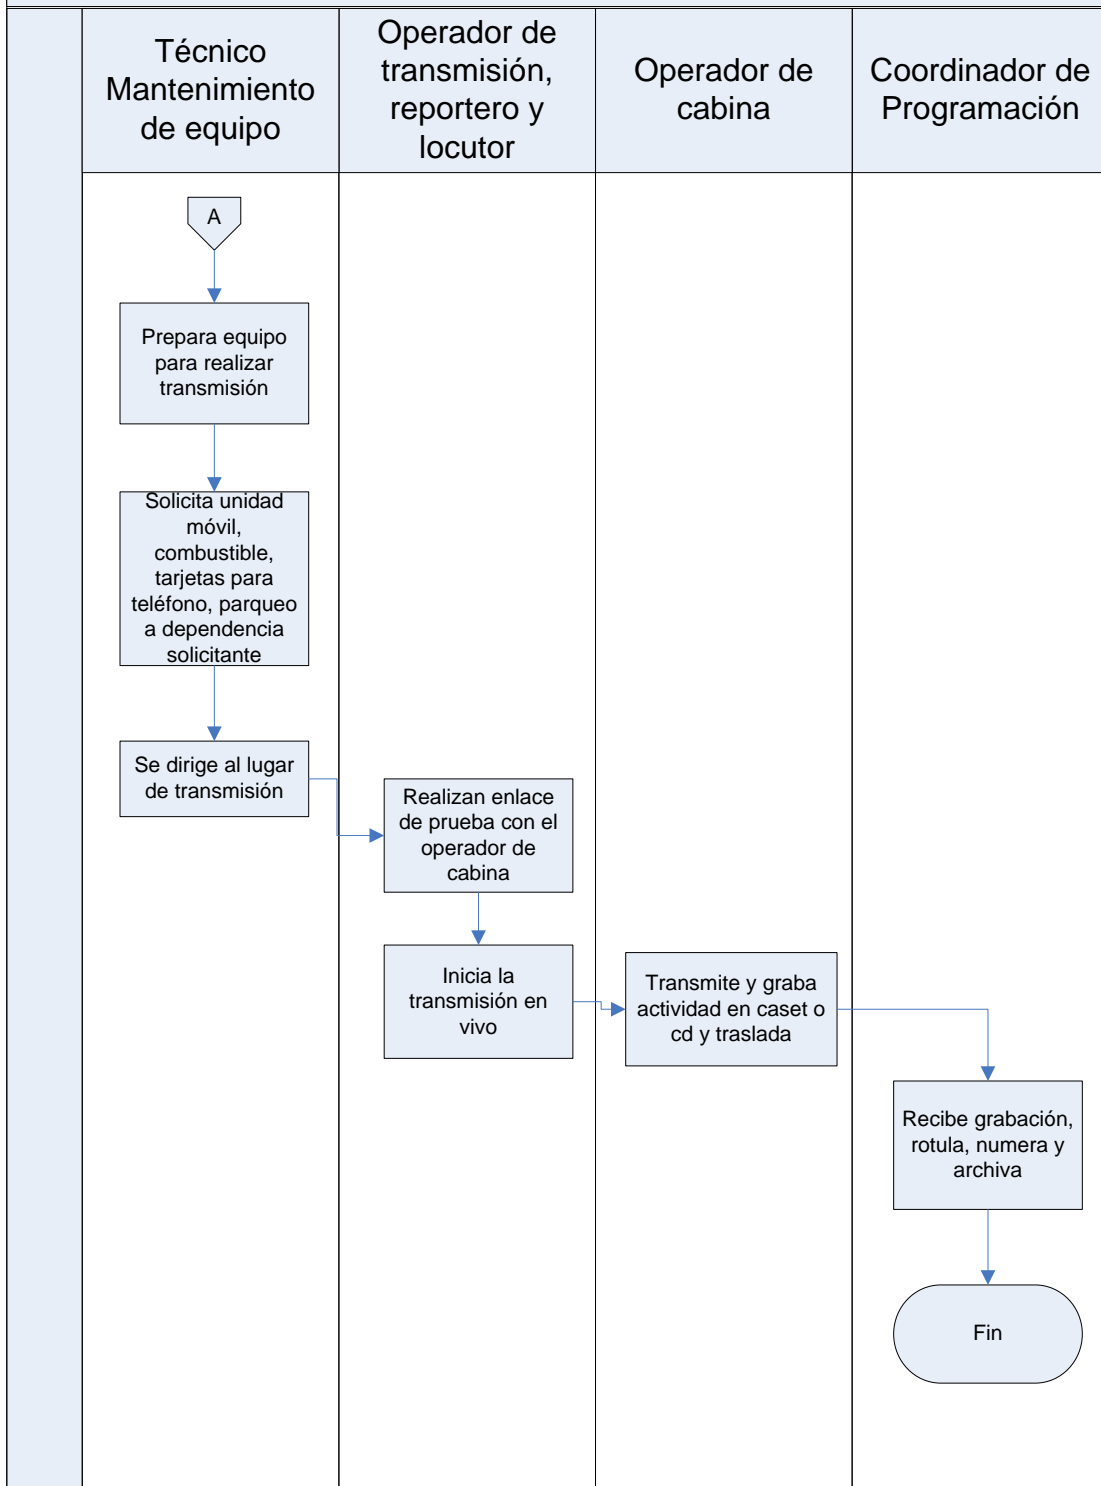 Técnico
Mantenimiento
de equipo
Operador de
transmisión,
reportero y
locutor
Operador de
cabina
Coordinador de
Programación
A
Prepara equipo
para realizar
transmisión
Solicita unidad
móvil,
combustible,
tarjetas para
teléfono, parqueo
a dependencia
solicitante
Se dirige al lugar
de transmisión
Realizan enlace
de prueba con el
operador de
cabina
Inicia la
transmisión en
vivo
Transmite y graba
actividad en caset o
cd y traslada
Recibe grabación,
rotula, numera y
archiva
Fin